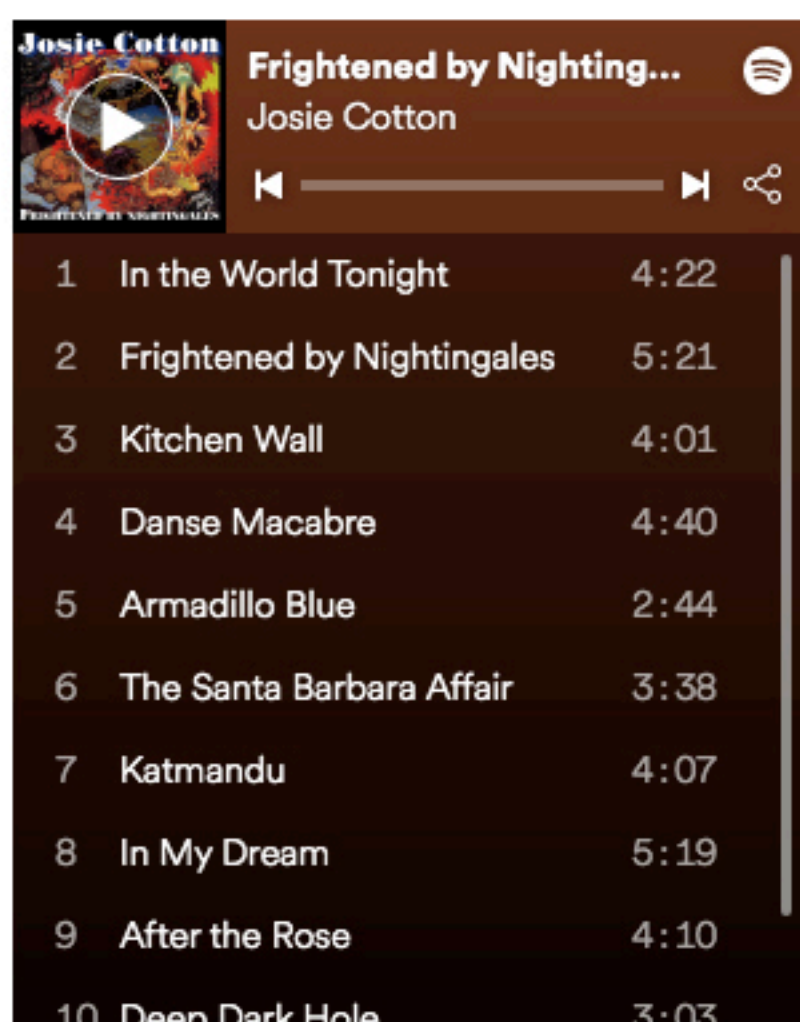 Josie Cotton
FRIGHTENED BY NIGHTINGALES
Frightened by Nighting...
Josie Cotton
1 In the World Tonight 4:22
2 Frightened by Nightingales 5:21
3 Kitchen Wall 4:01
4 Danse Macabre 4:40
5 Armadillo Blue 2:44
6 The Santa Barbara Affair 3:38
7 Katmandu 4:07
8 In My Dream 5:19
9 After the Rose 4:10
10 Deep Dark Hole 3:03